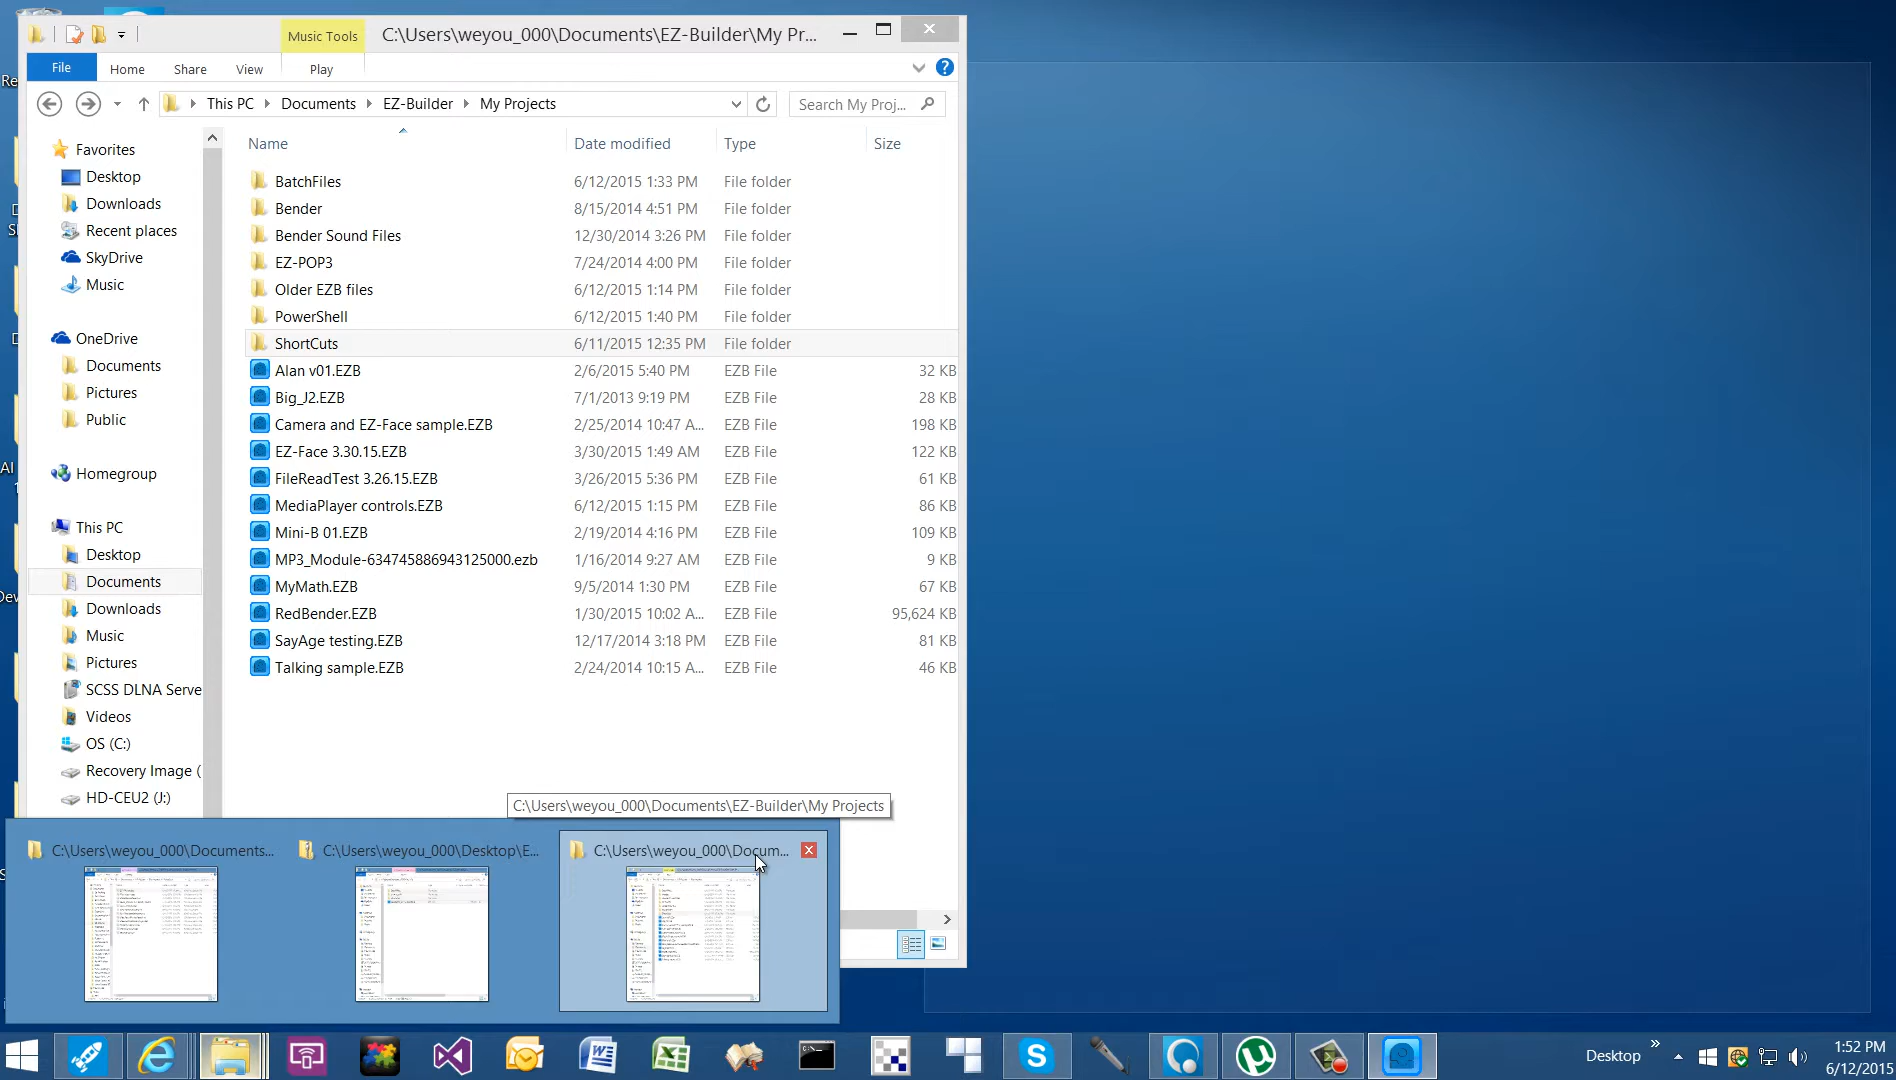 Music Tools
C:\Users\weyou_000\Documents\EZ-Builder\My Pr...
File Home Share View Play
This PC Documents EZ-Builder My Projects
Search My Proj...
Name Date modified Type Size
Favorites
Desktop
Downloads
Recent places
SkyDrive
Music
OneDrive
Documents
Pictures
Public
Homegroup
This PC
Desktop
Documents
Downloads
Music
Pictures
SCSS DLNA Serve
Videos
OS (C:)
Recovery Image (
HD-CEU2 (J:)
BatchFiles 6/12/2015 1:33 PM File folder
Bender 8/15/2014 4:51 PM File folder
Bender Sound Files 12/30/2014 3:26 PM File folder
EZ-POP3 7/24/2014 4:00 PM File folder
Older EZB files 6/12/2015 1:14 PM File folder
PowerShell 6/12/2015 1:40 PM File folder
ShortCuts 6/11/2015 12:35 PM File folder
Alan v01.EZB 2/6/2015 5:40 PM EZB File 32 KB
Big_J2.EZB 7/1/2013 9:19 PM EZB File 28 KB
Camera and EZ-Face sample.EZB 2/25/2014 10:47 A... EZB File 198 KB
EZ-Face 3.30.15.EZB 3/30/2015 1:49 AM EZB File 122 KB
FileReadTest 3.26.15.EZB 3/26/2015 5:36 PM EZB File 61 KB
MediaPlayer controls.EZB 6/12/2015 1:15 PM EZB File 86 KB
Mini-B 01.EZB 2/19/2014 4:16 PM EZB File 109 KB
MP3_Module-634745886943125000.ezb 1/16/2014 9:27 AM EZB File 9 KB
MyMath.EZB 9/5/2014 1:30 PM EZB File 67 KB
RedBender.EZB 1/30/2015 10:02 A... EZB File 95,624 KB
SayAge testing.EZB 12/17/2014 3:18 PM EZB File 81 KB
Talking sample.EZB 2/24/2014 10:15 A... EZB File 46 KB
C:\Users\weyou_000\Documents\EZ-Builder\My Projects
C:\Users\weyou_000\Documents...
C:\Users\weyou_000\Desktop\E...
C:\Users\weyou_000\Docum...
Desktop
1:52 PM
6/12/2015